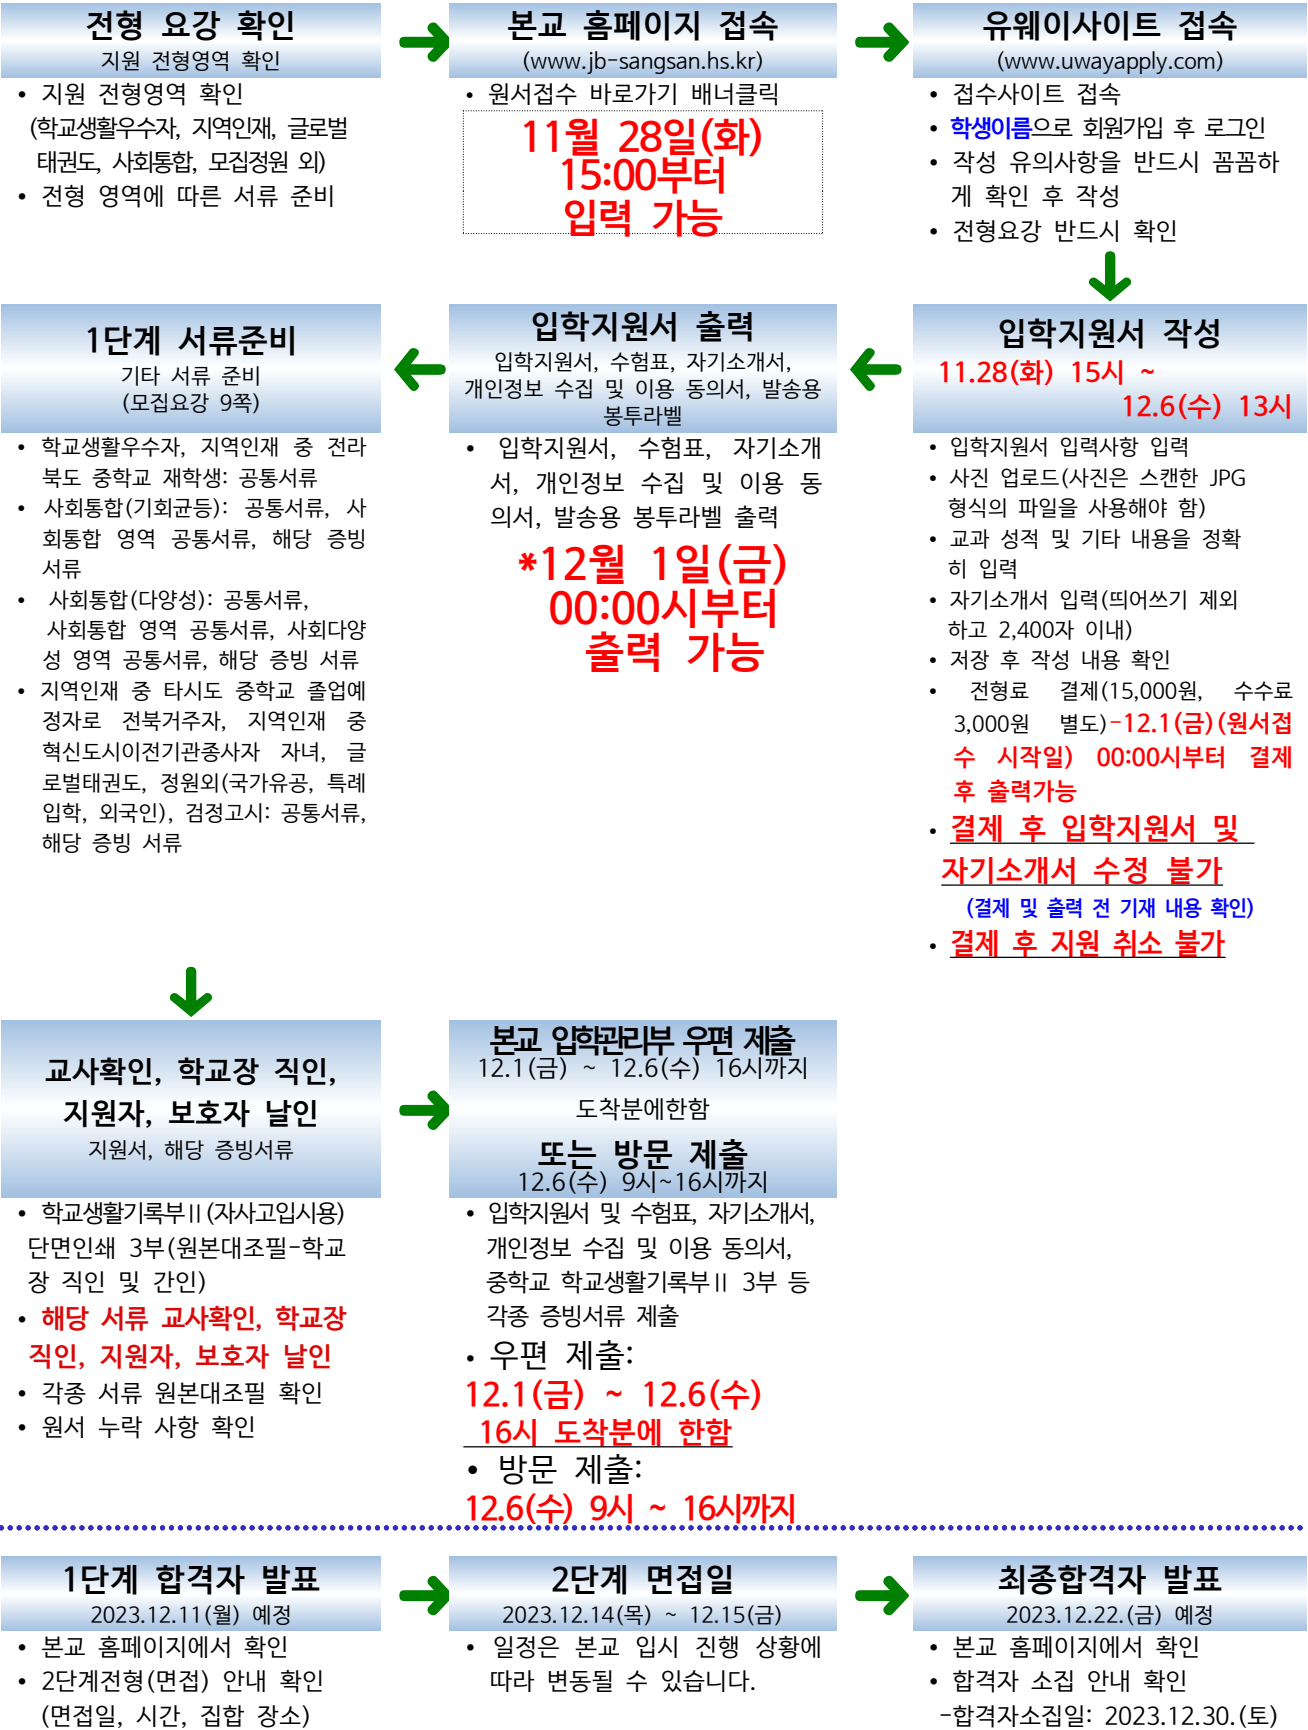 전형 요강 확인
지원 전형영역 확인
• 지원 전형영역 확인
(학교생활우수자, 지역인재, 글로벌
태권도, 사회통합, 모집정원 외)
• 전형 영역에 따른 서류 준비
본교 홈페이지 접속
(www.jb-sangsan.hs.kr)
• 원서접수 바로가기 배너클릭
11월 28일(화)
15:00부터
입력 가능
유웨이사이트 접속
(www.uwayapply.com)
• 접수사이트 접속
• 학생이름으로 회원가입 후 로그인
• 작성 유의사항을 반드시 꼼꼼하
게 확인 후 작성
• 전형요강 반드시 확인
입학지원서 작성
11.28(화) 15시 ~
12.6(수) 13시
• 입학지원서 입력사항 입력
• 사진 업로드(사진은 스캔한 JPG
형식의 파일을 사용해야 함)
• 교과 성적 및 기타 내용을 정확
히 입력
• 자기소개서 입력(띄어쓰기 제외
하고 2,400자 이내)
• 저장 후 작성 내용 확인
• 전형료 결제(15,000원, 수수료
3,000원 별도)-12.1(금)(원서접
수 시작일) 00:00시부터 결제
후 출력가능
• 결제 후 입학지원서 및
자기소개서 수정 불가
(결제 및 출력 전 기재 내용 확인)
• 결제 후 지원 취소 불가
입학지원서 출력
입학지원서, 수험표, 자기소개서,
개인정보 수집 및 이용 동의서, 발송용
봉투라벨
• 입학지원서, 수험표, 자기소개
서, 개인정보 수집 및 이용 동
의서, 발송용 봉투라벨 출력
*12월 1일(금)
00:00시부터
출력 가능
1단계 서류준비
기타 서류 준비
(모집요강 9쪽)
• 학교생활우수자, 지역인재 중 전라
북도 중학교 재학생: 공통서류
• 사회통합(기회균등): 공통서류, 사
회통합 영역 공통서류, 해당 증빙
서류
• 사회통합(다양성): 공통서류,
사회통합 영역 공통서류, 사회다양
성 영역 공통서류, 해당 증빙 서류
• 지역인재 중 타시도 중학교 졸업예
정자로 전북거주자, 지역인재 중
혁신도시이전기관종사자 자녀, 글
로벌태권도, 정원외(국가유공, 특례
입학, 외국인), 검정고시: 공통서류,
해당 증빙 서류
교사확인, 학교장 직인,
지원자, 보호자 날인
지원서, 해당 증빙서류
• 학교생활기록부Ⅱ(자사고입시용)
단면인쇄 3부(원본대조필-학교
장 직인 및 간인)
• 해당 서류 교사확인, 학교장
직인, 지원자, 보호자 날인
• 각종 서류 원본대조필 확인
• 원서 누락 사항 확인
본교 입학관리부 우편 제출
12.1(금) ~ 12.6(수) 16시까지
도착분에한함
또는 방문 제출
12.6(수) 9시~16시까지
• 입학지원서 및 수험표, 자기소개서,
개인정보 수집 및 이용 동의서,
중학교 학교생활기록부Ⅱ 3부 등
각종 증빙서류 제출
• 우편 제출:
12.1(금) ~ 12.6(수)
16시 도착분에 한함
• 방문 제출:
12.6(수) 9시 ~ 16시까지
1단계 합격자 발표
2023.12.11(월) 예정
• 본교 홈페이지에서 확인
• 2단계전형(면접) 안내 확인
(면접일, 시간, 집합 장소)
2단계 면접일
2023.12.14(목) ~ 12.15(금)
• 일정은 본교 입시 진행 상황에
따라 변동될 수 있습니다.
최종합격자 발표
2023.12.22.(금) 예정
• 본교 홈페이지에서 확인
• 합격자 소집 안내 확인
-합격자소집일: 2023.12.30.(토)